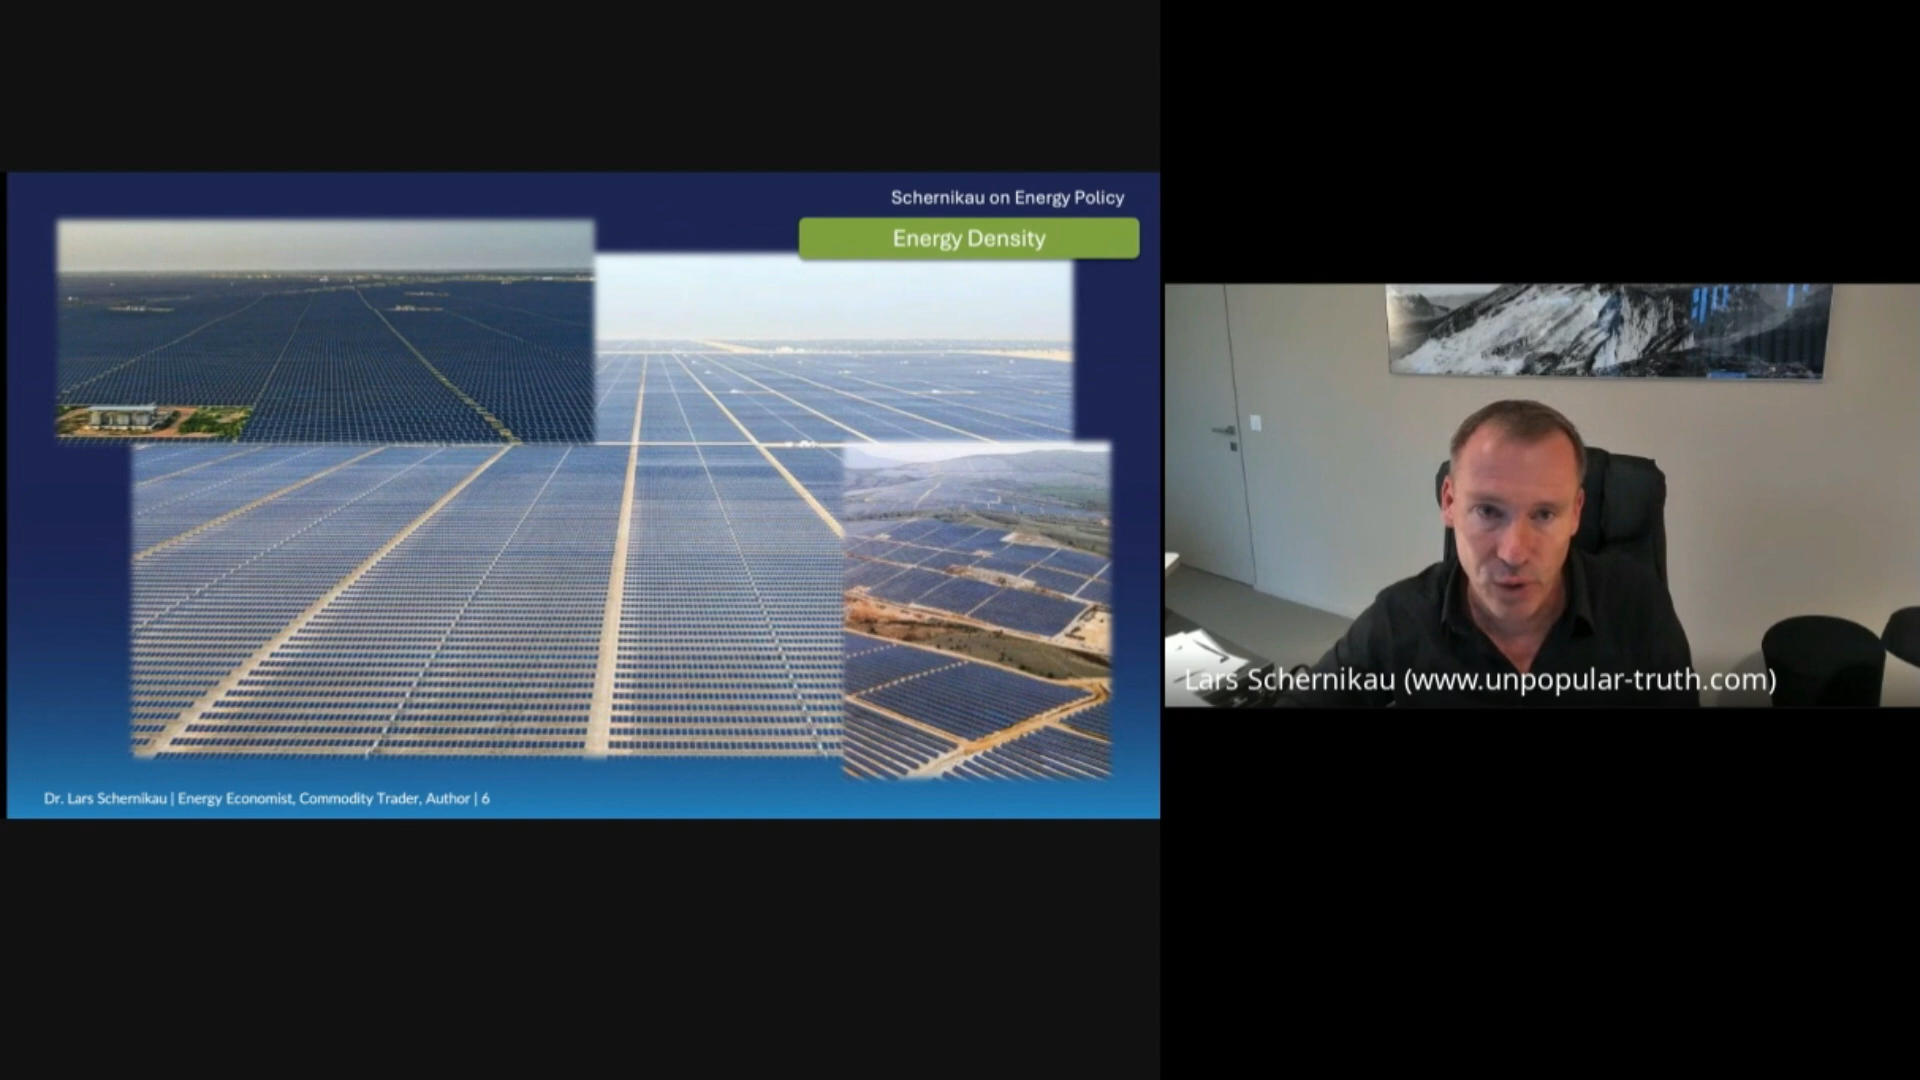 Schernikau on Energy Policy
Energy Density
Dr. Lars Schernikau | Energy Economist, Commodity Trader, Author | 6
Lars Schernikau (www.unpopular-truth.com)